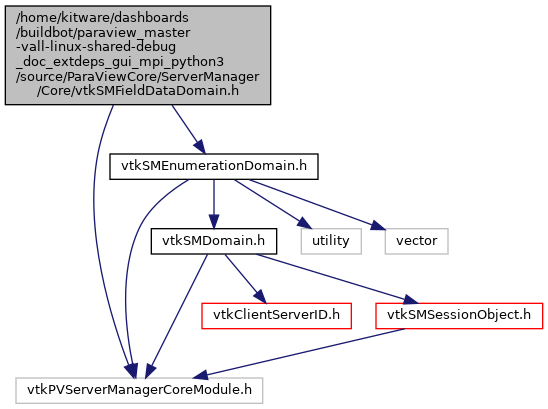 /home/kitware/dashboards
/buildbot/paraview_master
-vall-linux-shared-debug
_doc_extdeps_gui_mpi_python3
/source/ParaViewCore/ServerManager
/Core/vtkSMFieldDataDomain.h
vtkSMEnumerationDomain.h
vtkSMDomain.h
utility
vector
vtkClientServerID.h
vtkSMSessionObject.h
vtkPVServerManagerCoreModule.h